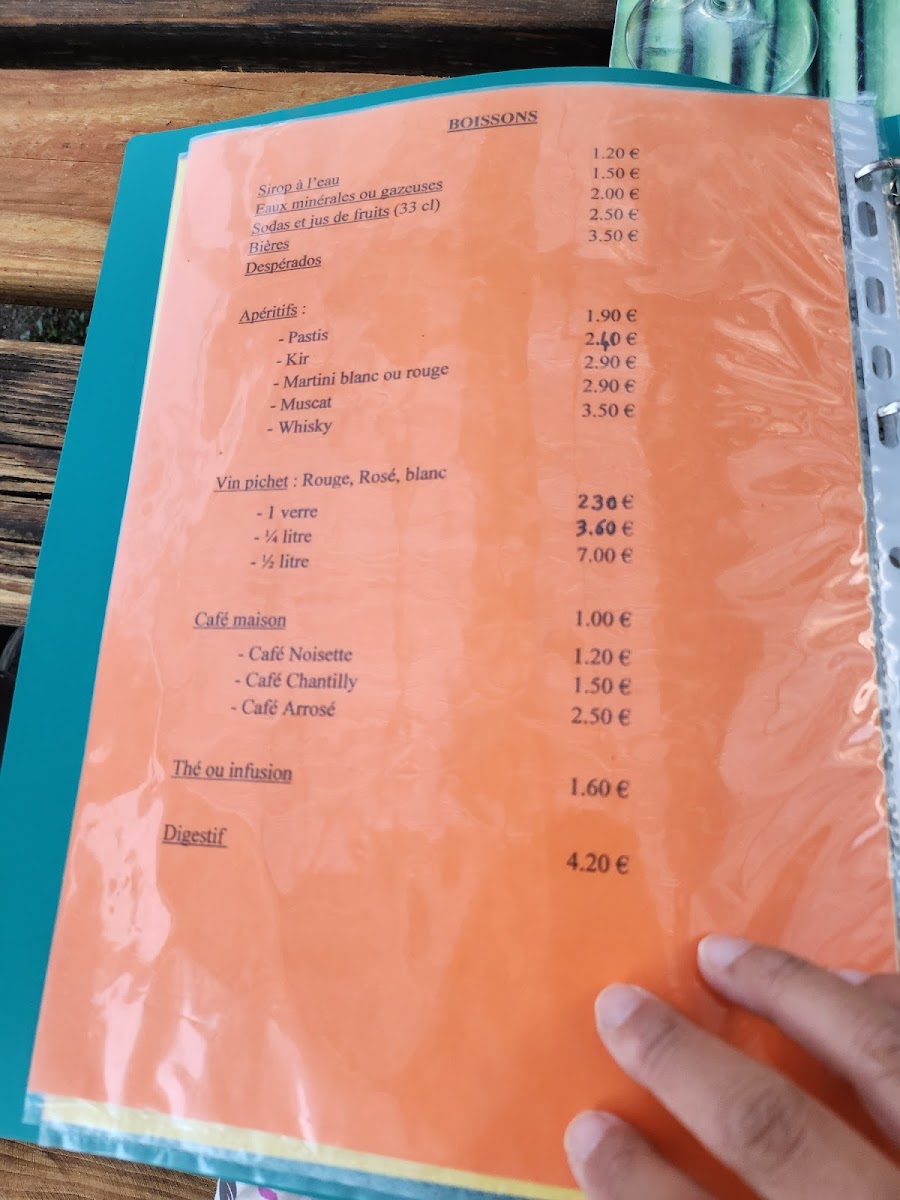 BOISSONS
Sirop à l'eau 1.20 €
Eaux minérales ou gazeuses 1.50 €
Sodas et jus de fruits (33 cl) 2.00 €
Bières 2.50 €
Despérados 3.50 €
Apéritifs :
- Pastis 1.90 €
- Kir 2.40 €
- Martini blanc ou rouge 2.90 €
- Muscat 2.90 €
- Whisky 3.50 €
Vin pichet : Rouge, Rosé, blanc
- 1 verre 230 €
- ¼ litre 3.60 €
- ½ litre 7.00 €
Café maison 1.00 €
- Café Noisette 1.20 €
- Café Chantilly 1.50 €
- Café Arrosé 2.50 €
Thé ou infusion 1.60 €
Digestif 4.20 €